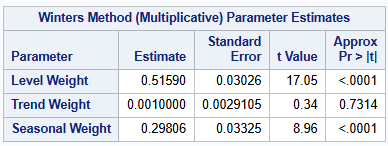 Winters Method (Multiplicative) Parameter Estimates
Parameter Estimate Standard Error t Value Approx Pr > |t|
Level Weight 0.51590 0.03026 17.05 <.0001
Trend Weight 0.0010000 0.0029105 0.34 0.7314
Seasonal Weight 0.29806 0.03325 8.96 <.0001